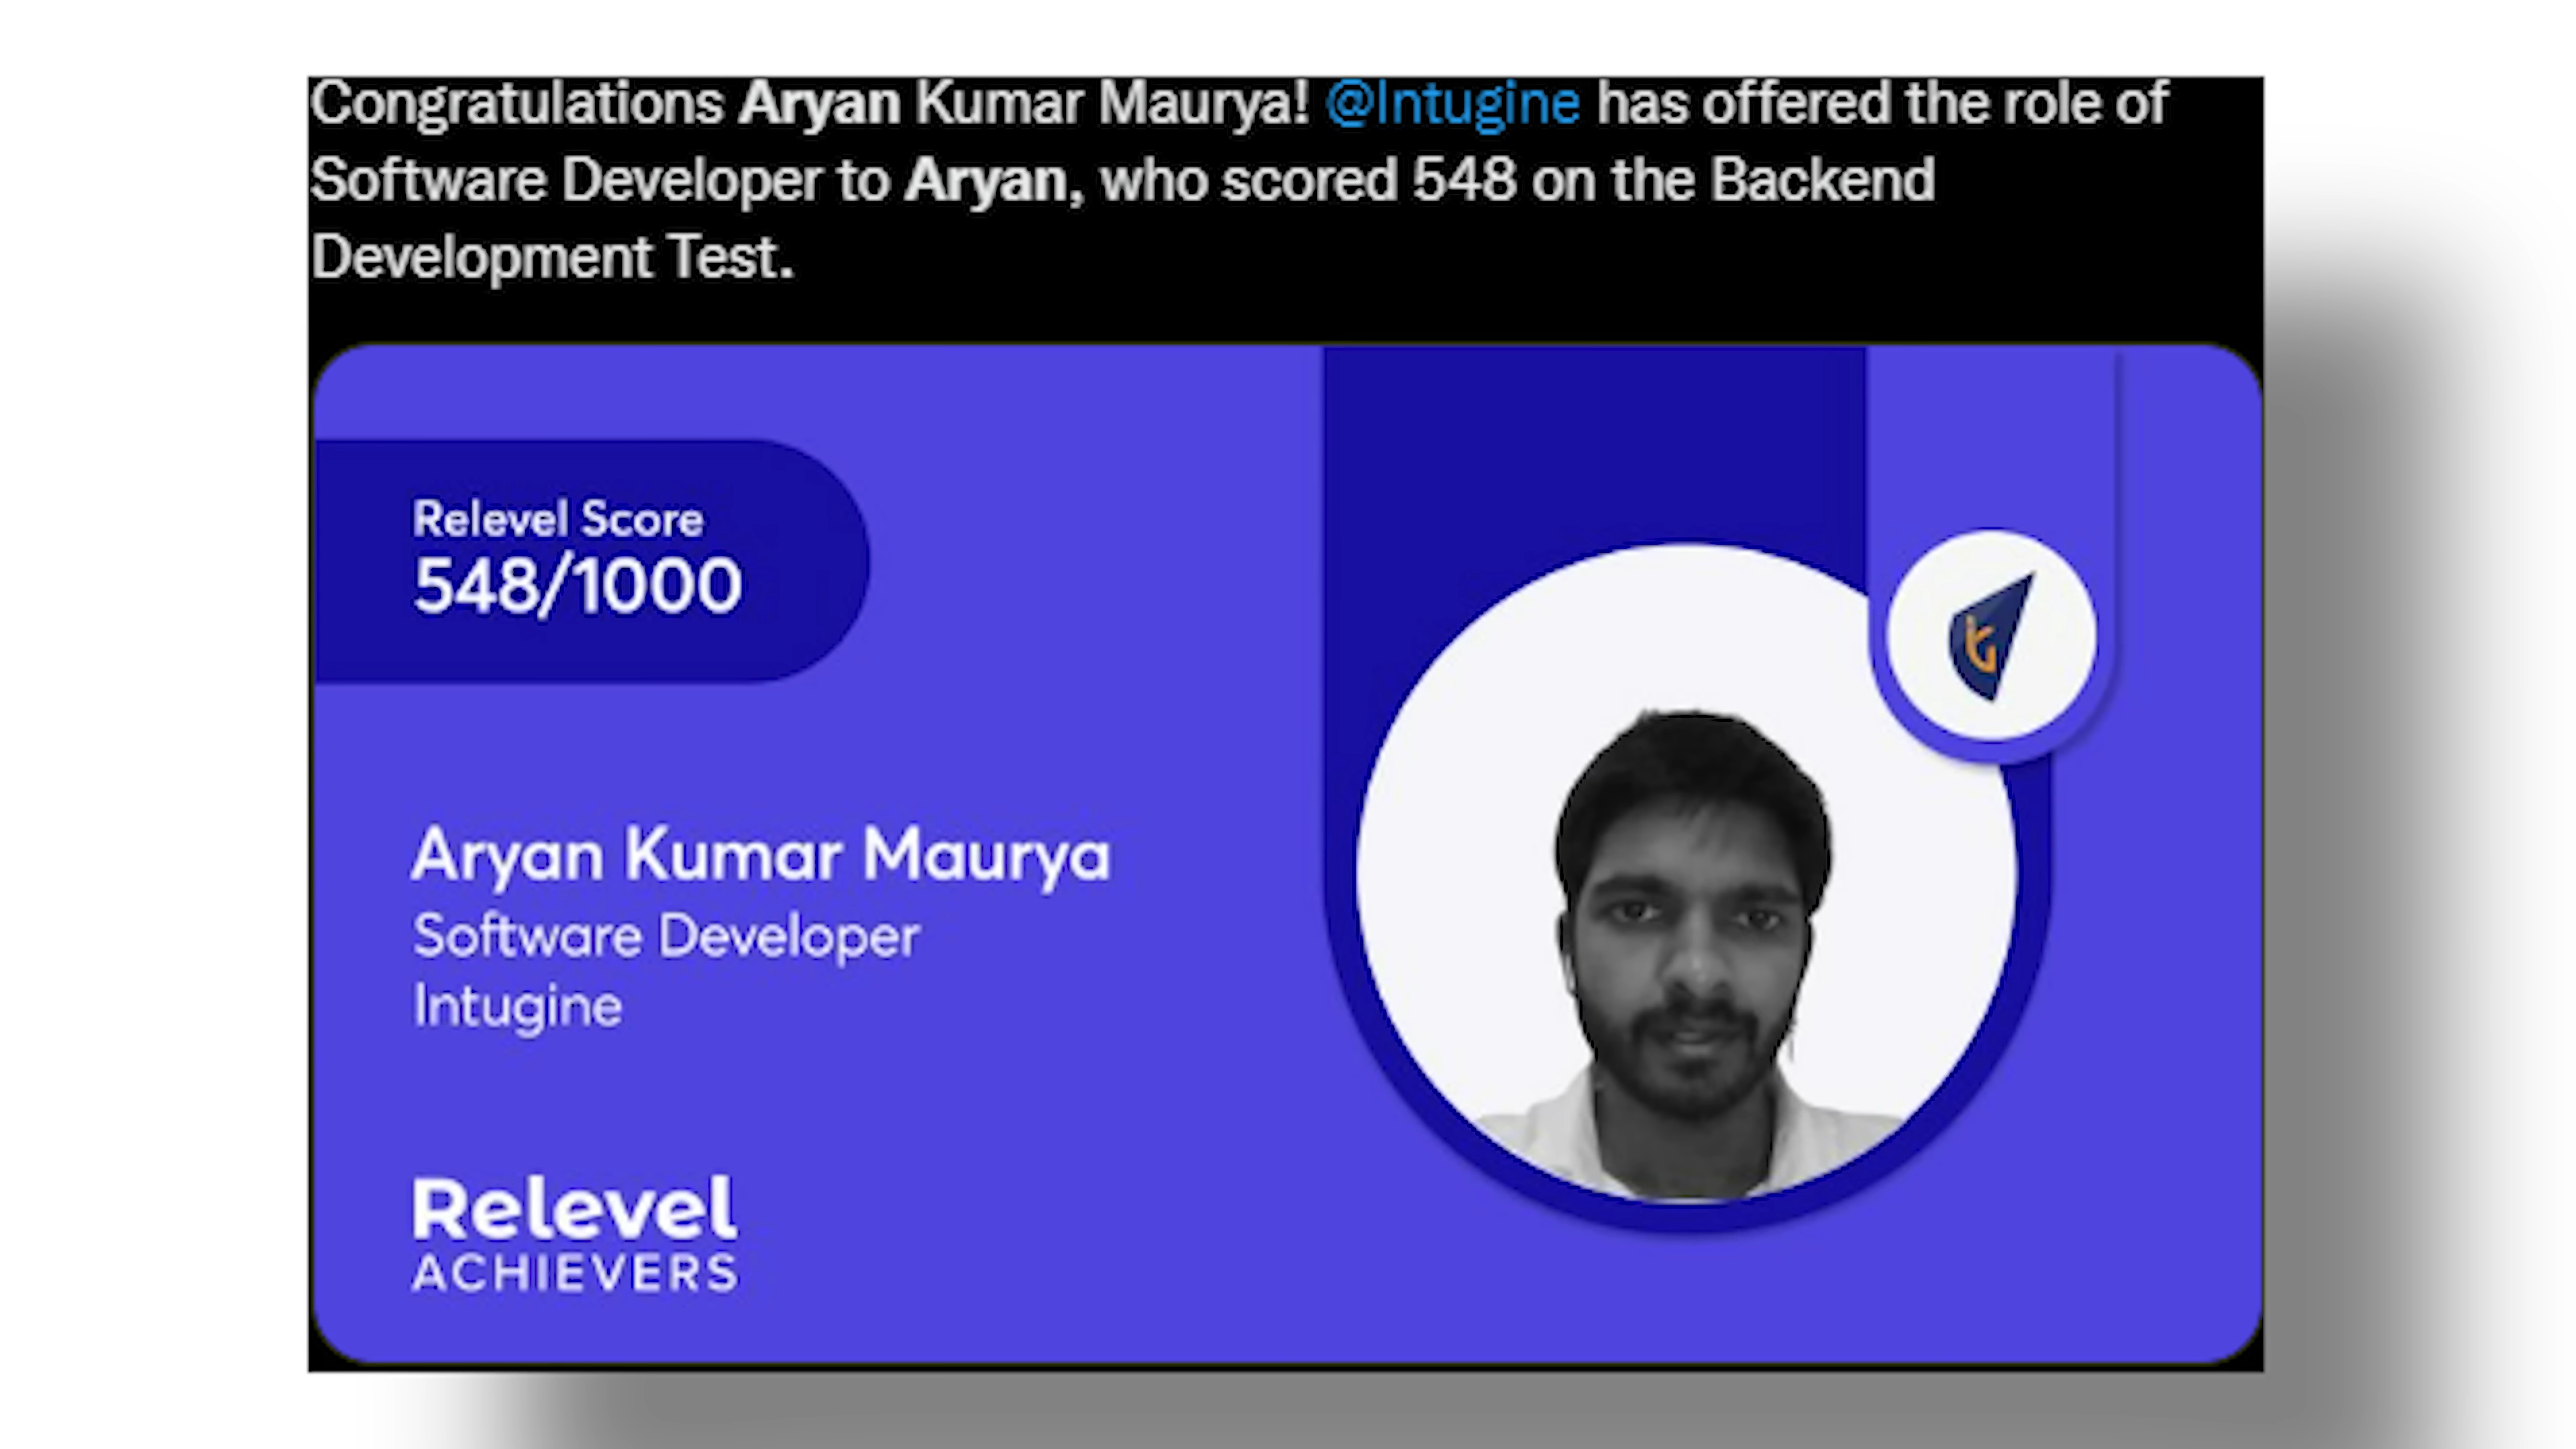 Congratulations Aryan Kumar Maurya! @Intugine has offered the role of
Software Developer to Aryan, who scored 548 on the Backend
Development Test.
Relevel Score
548/1000
Aryan Kumar Maurya
Software Developer
Intugine
Relevel
ACHIEVERS